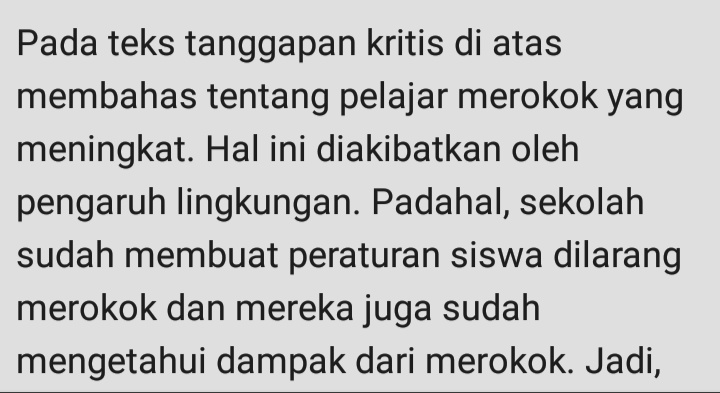 Pada teks tanggapan kritis di atas
membahas tentang pelajar merokok yang
meningkat. Hal ini diakibatkan oleh
pengaruh lingkungan. Padahal, sekolah
sudah membuat peraturan siswa dilarang
merokok dan mereka juga sudah
mengetahui dampak dari merokok. Jadi,